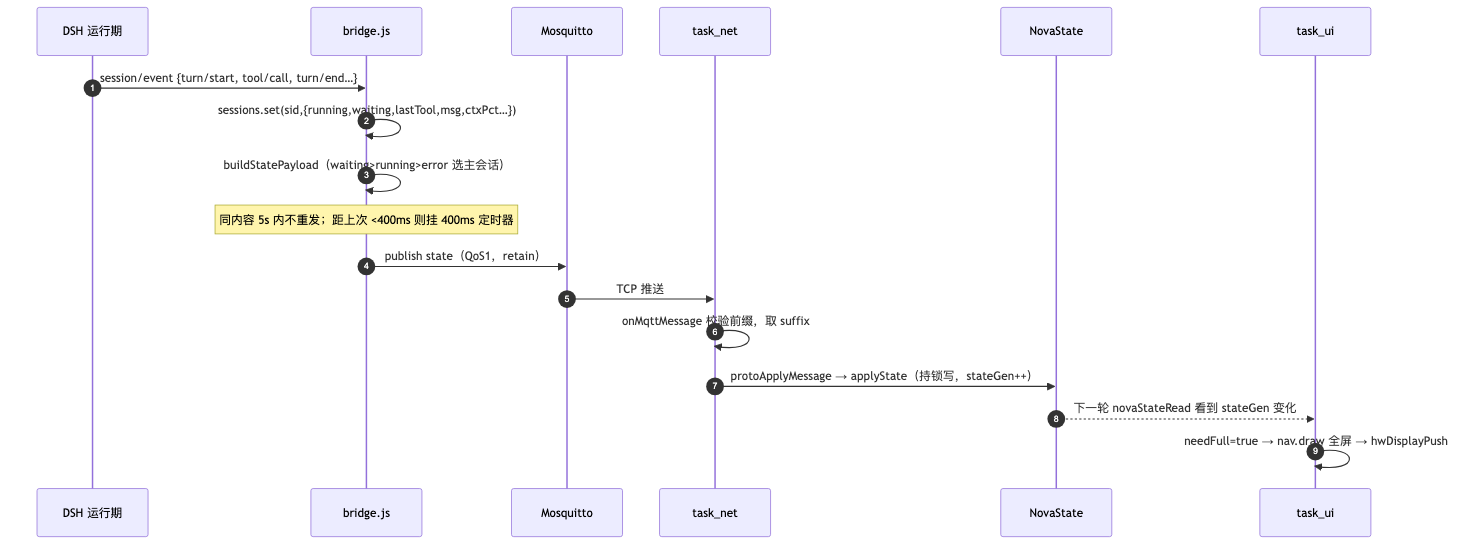 DSH 运行期
bridge.js
Mosquitto
task_net
NovaState
task_ui
session/event {turn/start, tool/call, turn/end…}
1
sessions.set(sid,{running,waiting,lastTool,msg,ctxPct…})
2
buildStatePayload（waiting>running>error 选主会话）
3
同内容 5s 内不重发；距上次 <400ms 则挂 400ms 定时器
publish state（QoS1，retain）
4
TCP 推送
5
onMqttMessage 校验前缀，取 suffix
6
protoApplyMessage → applyState（持锁写，stateGen++）
7
下一轮 novaStateRead 看到 stateGen 变化
8
needFull=true → nav.draw 全屏 → hwDisplayPush
9
DSH 运行期
bridge.js
Mosquitto
task_net
NovaState
task_ui